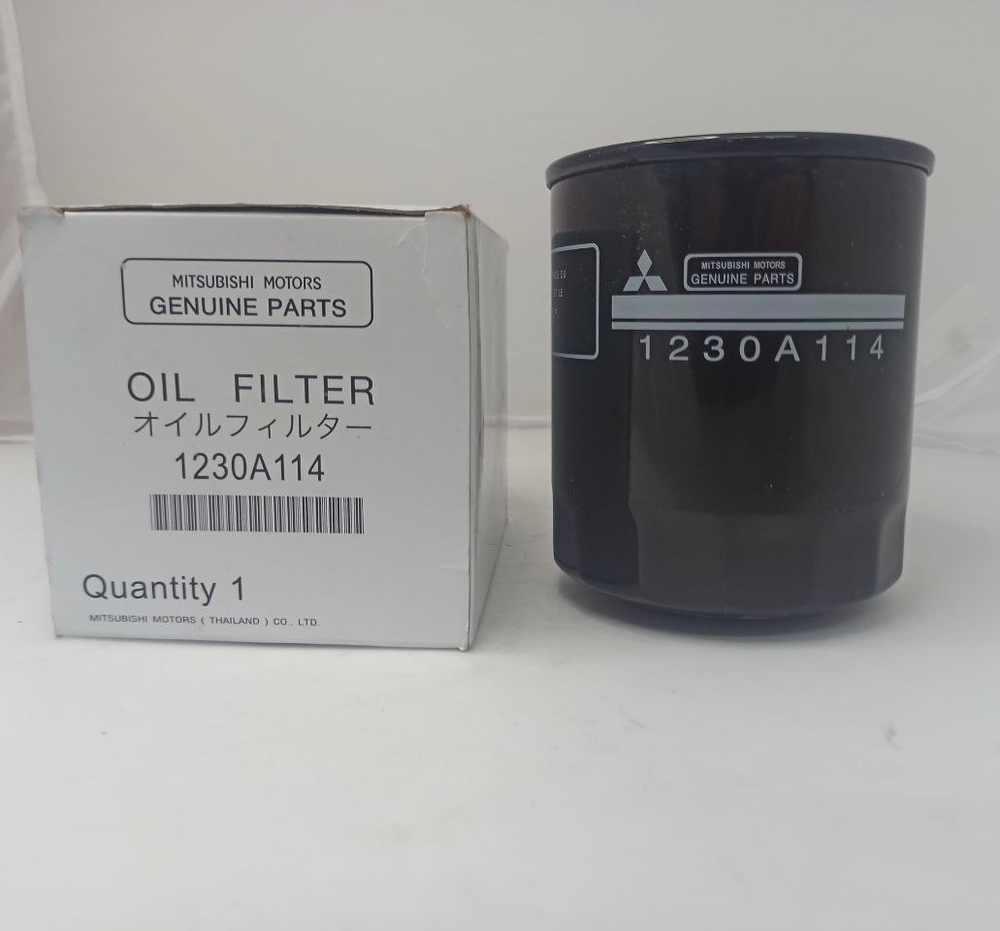 MITSUBISHI MOTORS
GENUINE PARTS
OIL FILTER
オイルフィルター
1230A114
Quantity 1
MITSUBISHI MOTORS ( THAILAND ) CO., LTD.
MITSUBISHI MOTORS
GENUINE PARTS
1230A114